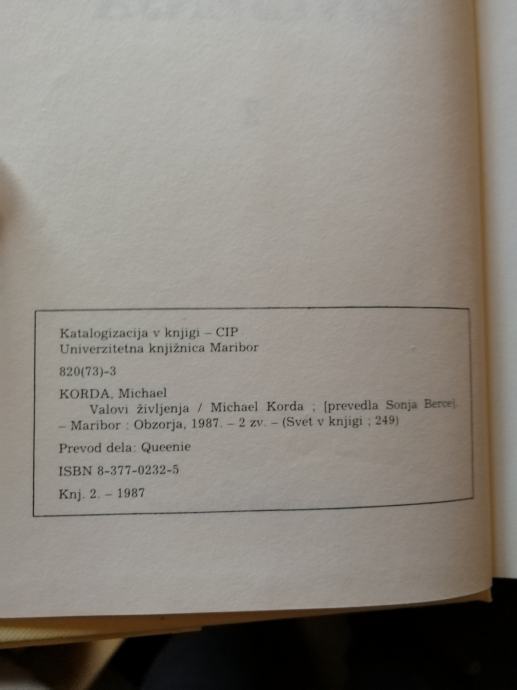 Katalogizacija v knjigi – CIP
Univerzitetna knjižnica Maribor
820(73)-3
KORDA, Michael
Valovi življenja / Michael Korda ; [prevedla Sonja Berce].
– Maribor : Obzorja, 1987. – 2 zv. – (Svet v knjigi ; 249)
Prevod dela: Queenie
ISBN 8-377-0232-5
Knj. 2. – 1987